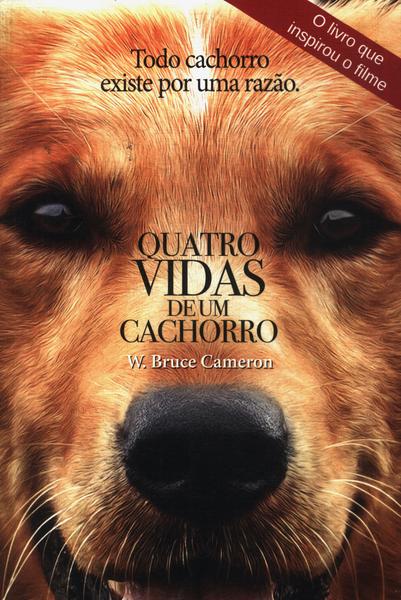 O livro que
inspirou o filme
Todo cachorro
existe por uma razão.
QUATRO
VIDAS
DE UM
CACHORRO
W. Bruce Cameron